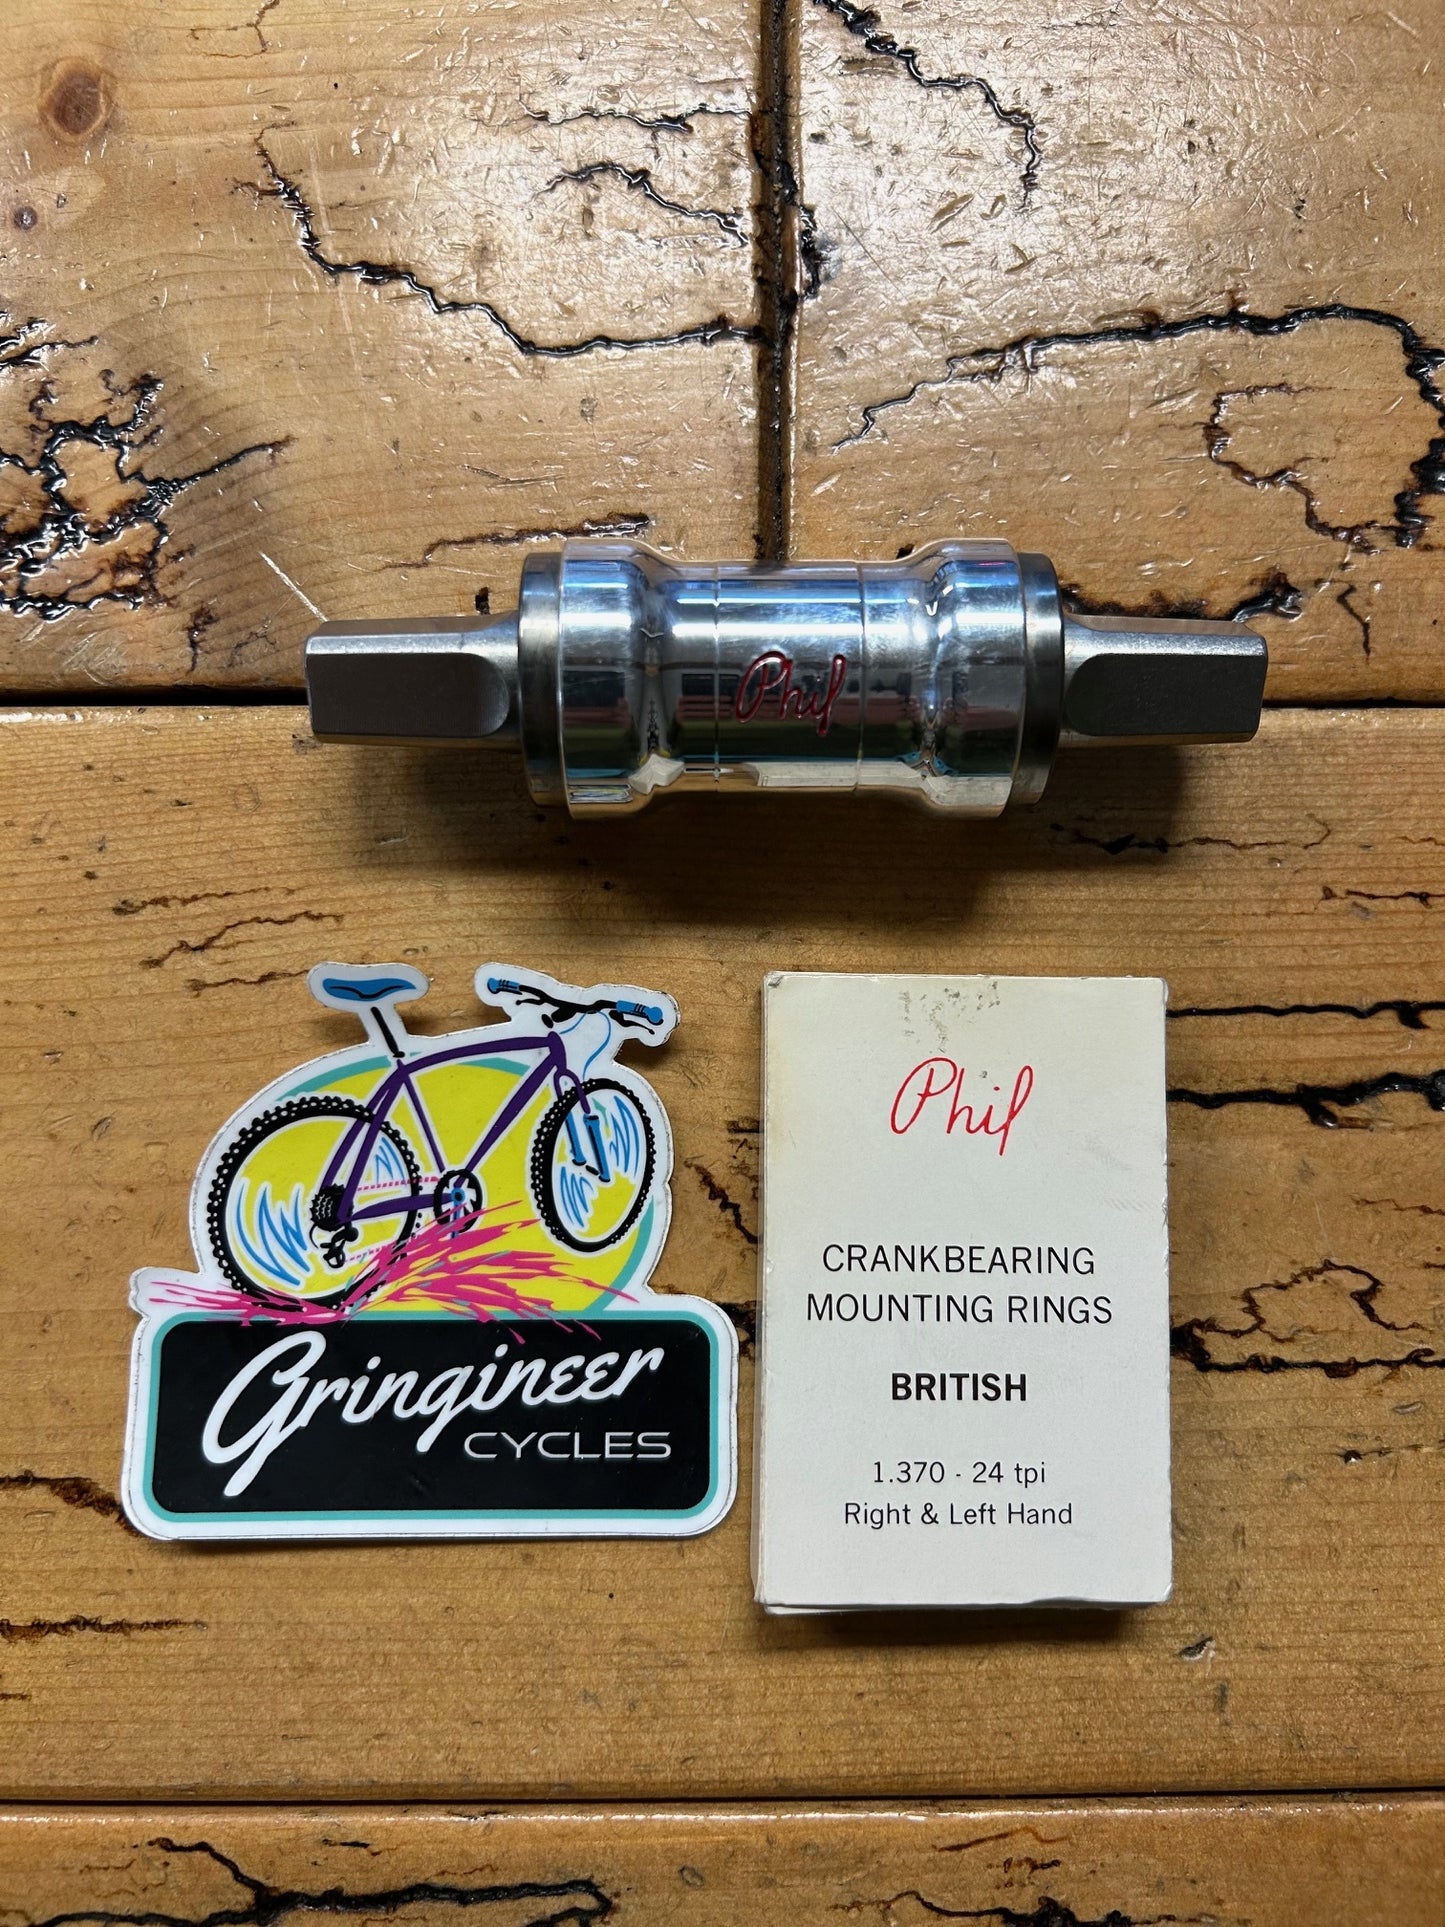 Phil
Gringineer
CYCLES
Phil
CRANKBEARING
MOUNTING RINGS
BRITISH
1.370 - 24 tpi
Right & Left Hand